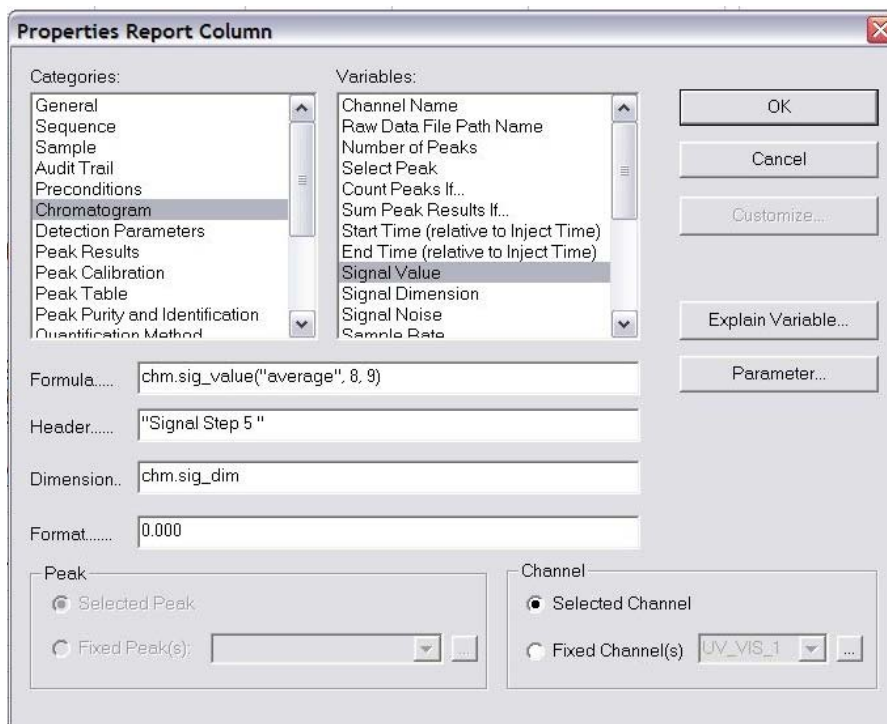 Properties Report Column
Categories:
General
Sequence
Sample
Audit Trail
Preconditions
Chromatogram
Detection Parameters
Peak Results
Peak Calibration
Peak Table
Peak Purity and Identification
Quantification Method
Variables:
Channel Name
Raw Data File Path Name
Number of Peaks
Select Peak
Count Peaks If...
Sum Peak Results If...
Start Time (relative to Inject Time)
End Time (relative to Inject Time)
Signal Value
Signal Dimension
Signal Noise
Sample Rate
OK
Cancel
Customize...
Explain Variable...
Parameter...
Formula..... chm.sig_value("average", 8, 9)
Header...... "Signal Step 5 "
Dimension.. chm.sig_dim
Format....... 0.000
Peak
Selected Peak
Fixed Peak(s): ...
Channel
Selected Channel
Fixed Channel(s) UV_VIS_1 ...